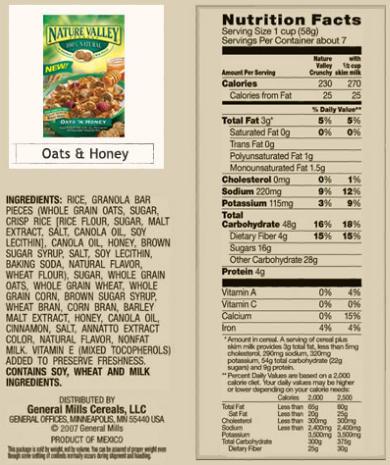 NATURE VALLEY
100% NATURAL
NEW!
OATS 'N HONEY
Oats & Honey
INGREDIENTS: RICE, GRANOLA BAR
PIECES (WHOLE GRAIN OATS, SUGAR,
CRISP RICE [RICE FLOUR, SUGAR, MALT
EXTRACT, SALT, CANOLA OIL, SOY
LECITHIN], CANOLA OIL, HONEY, BROWN
SUGAR SYRUP, SALT, SOY LECITHIN,
BAKING SODA, NATURAL FLAVOR,
WHEAT FLOUR), SUGAR, WHOLE GRAIN
OATS, WHOLE GRAIN WHEAT, WHOLE
GRAIN CORN, BROWN SUGAR SYRUP,
WHEAT BRAN, CORN BRAN, BARLEY
MALT EXTRACT, HONEY, CANOLA OIL,
CINNAMON, SALT, ANNATTO EXTRACT
COLOR, NATURAL FLAVOR, NONFAT
MILK. VITAMIN E (MIXED TOCOPHEROLS)
ADDED TO PRESERVE FRESHNESS.
CONTAINS SOY, WHEAT AND MILK
INGREDIENTS.
DISTRIBUTED BY
General Mills Cereals, LLC
GENERAL OFFICES, MINNEAPOLIS, MN 55440 USA
© 2007 General Mills
PRODUCT OF MEXICO
This package is sold by weight, not by volume. You can be assured of proper weight even
though some settling of contents normally occurs during shipment and handling.
Nutrition Facts
Serving Size 1 cup (58g)
Servings Per Container about 7
Amount Per Serving Nature Valley Crunchy with ½ cup skim milk
Calories 230 270
Calories from Fat 25 25
% Daily Value**
Total Fat 3g* 5% 5%
Saturated Fat 0g 0% 0%
Trans Fat 0g
Polyunsaturated Fat 1g
Monounsaturated Fat 1.5g
Cholesterol 0mg 0% 1%
Sodium 220mg 9% 12%
Potassium 115mg 3% 9%
Total
Carbohydrate 48g 16% 18%
Dietary Fiber 4g 15% 15%
Sugars 16g
Other Carbohydrate 28g
Protein 4g
Vitamin A 0% 4%
Vitamin C 0% 0%
Calcium 0% 15%
Iron 4% 4%
* Amount in cereal. A serving of cereal plus
skim milk provides 3g total fat, less than 5mg
cholesterol, 290mg sodium, 320mg
potassium, 54g total carbohydrate (22g
sugars) and 9g protein.
** Percent Daily Values are based on a 2,000
calorie diet. Your daily values may be higher
or lower depending on your calorie needs:
Calories 2,000 2,500
Total Fat Less than 65g 80g
Sat Fat Less than 20g 25g
Cholesterol Less than 300mg 300mg
Sodium Less than 2,400mg 2,400mg
Potassium 3,500mg 3,500mg
Total Carbohydrate 300g 375g
Dietary Fiber 25g 30g